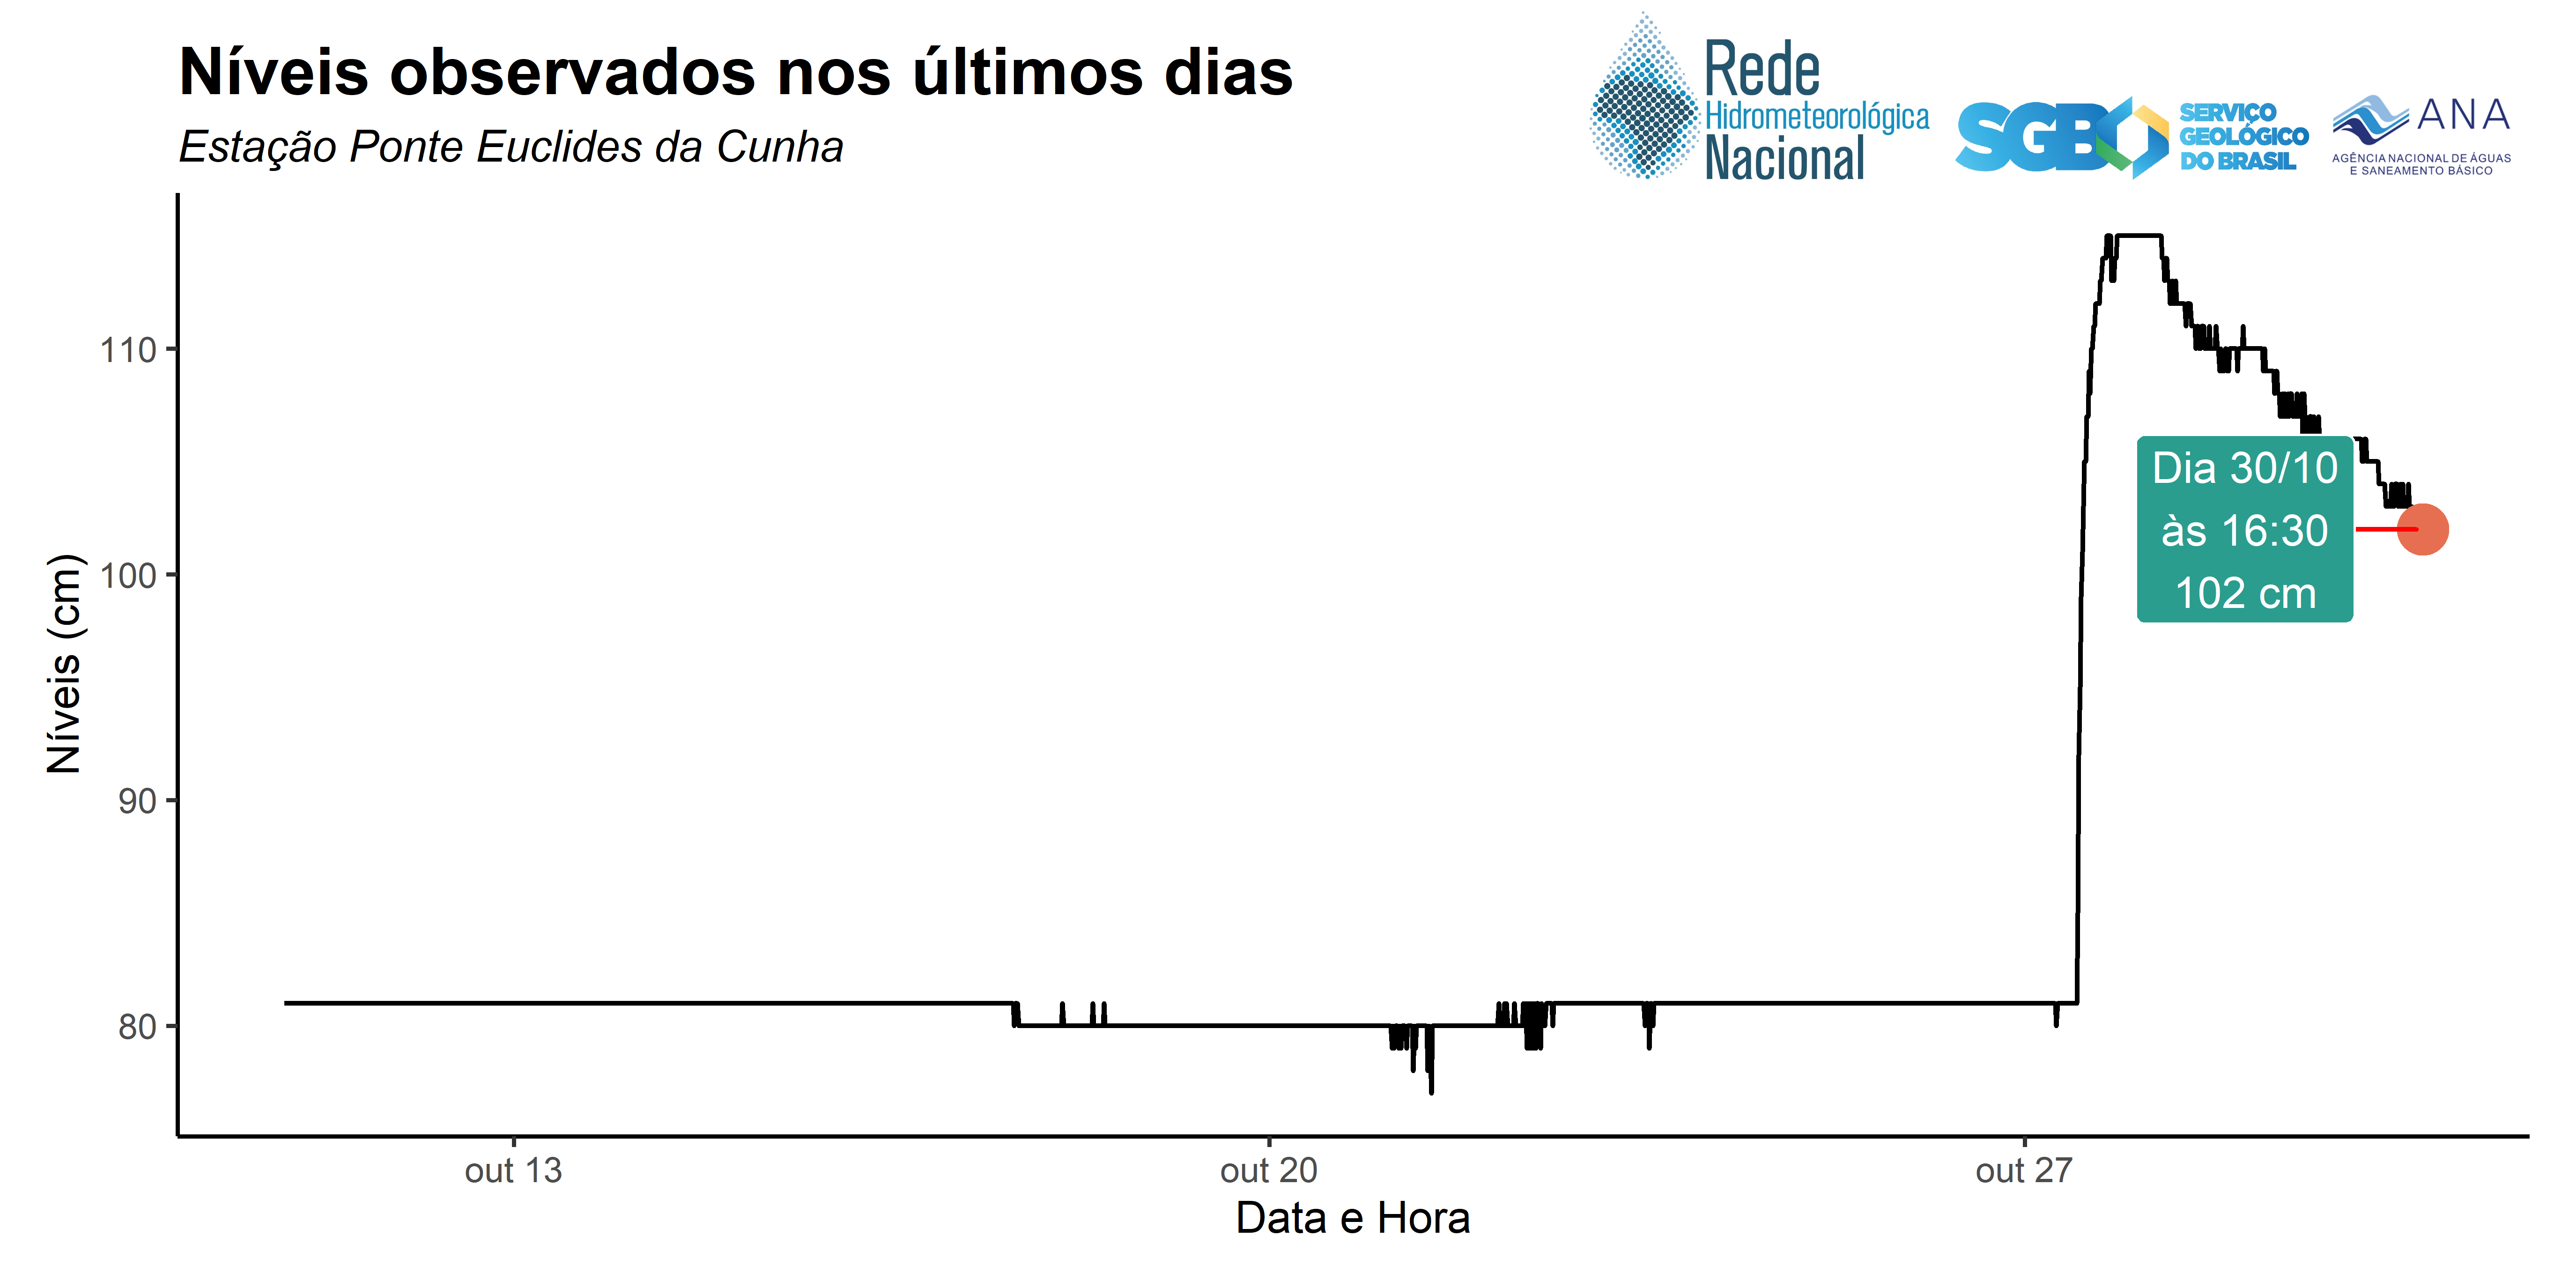 Níveis observados nos últimos dias
Estação Ponte Euclides da Cunha
Rede
Hidrometeorológica
Nacional
SGB
SERVIÇO
GEOLÓGICO
DO BRASIL
ANA
AGÊNCIA NACIONAL DE ÁGUAS
E SANEAMENTO BÁSICO
Níveis (cm)
110
100
90
80
Dia 30/10
às 16:30
102 cm
out 13
out 20
out 27
Data e Hora